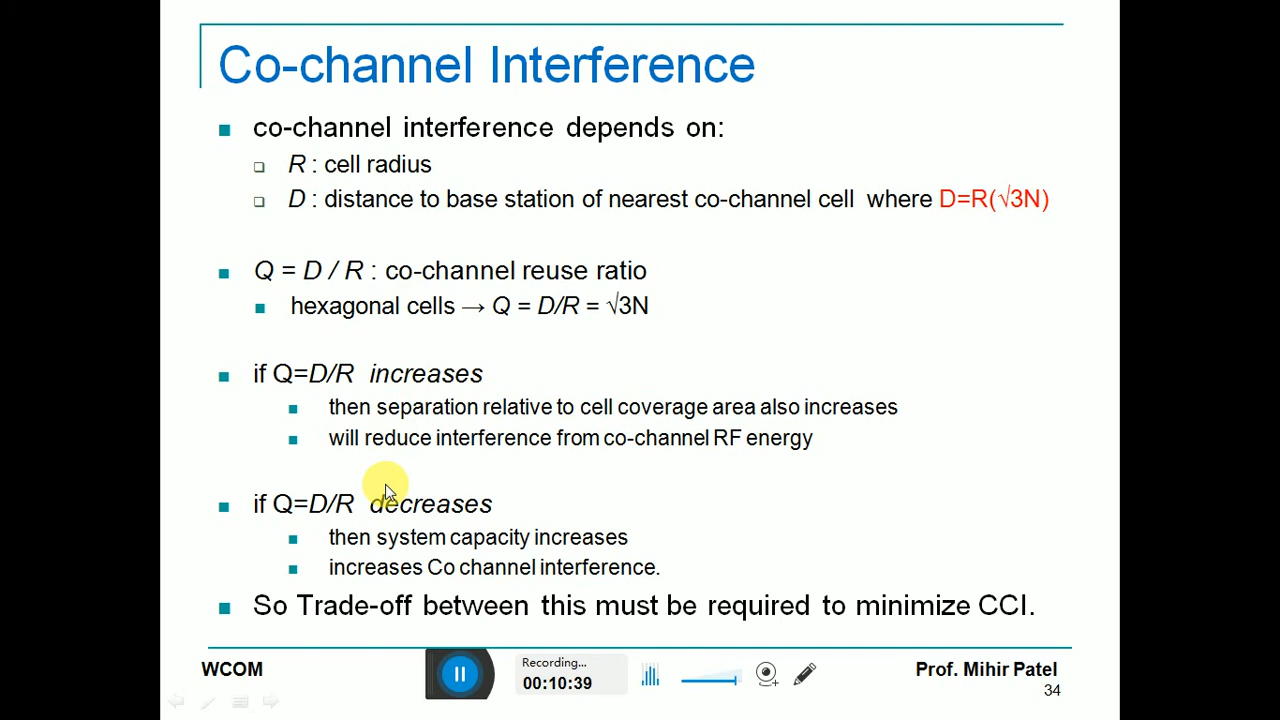 Co-channel Interference
co-channel interference depends on:
R : cell radius
D : distance to base station of nearest co-channel cell where D=R(√3N)
Q = D / R : co-channel reuse ratio
hexagonal cells → Q = D/R = √3N
if Q=D/R increases
then separation relative to cell coverage area also increases
will reduce interference from co-channel RF energy
if Q=D/R decreases
then system capacity increases
increases Co channel interference.
So Trade-off between this must be required to minimize CCI.
WCOM
Recording...
00:10:39
Prof. Mihir Patel
34